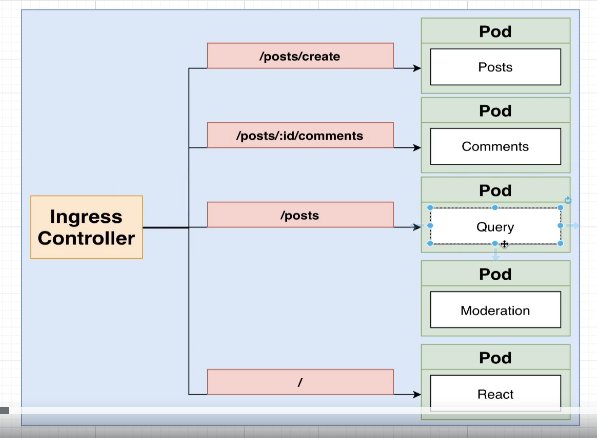 Pod
/posts/create
Posts
Pod
/posts/:id/comments
Comments
Pod
/posts
Ingress
Controller
Query
Pod
Moderation
Pod
/
React